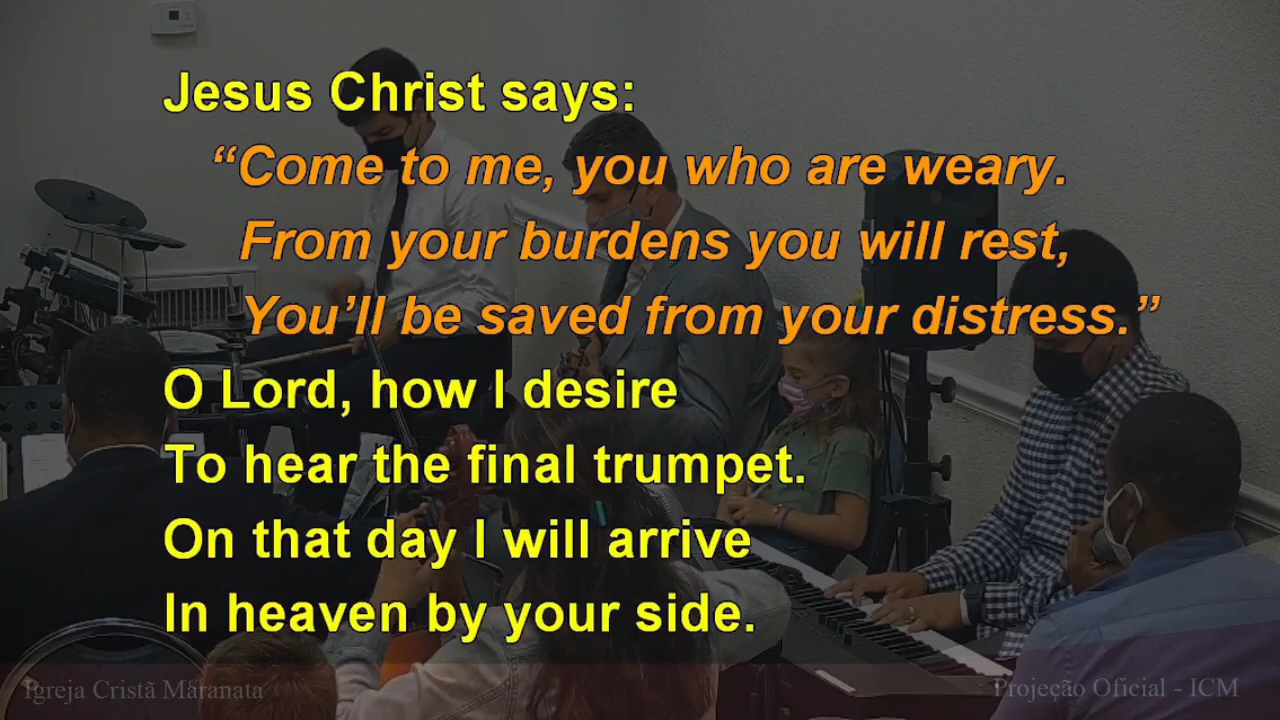 Jesus Christ says:
“Come to me, you who are weary.
From your burdens you will rest,
You’ll be saved from your distress.”
O Lord, how I desire
To hear the final trumpet.
On that day I will arrive
In heaven by your side.
Igreja Cristã Maranata
Projeção Oficial - ICM